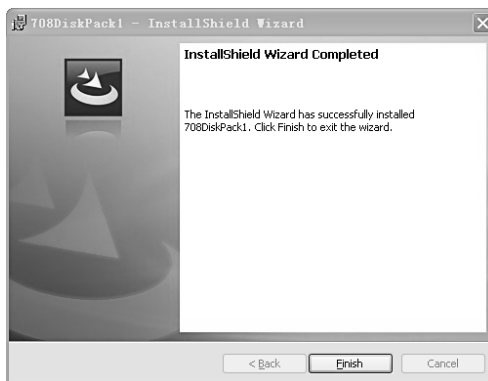 708DiskPack1 - InstallShield Wizard
InstallShield Wizard Completed
The InstallShield Wizard has successfully installed
708DiskPack1. Click Finish to exit the wizard.
< Back
Finish
Cancel